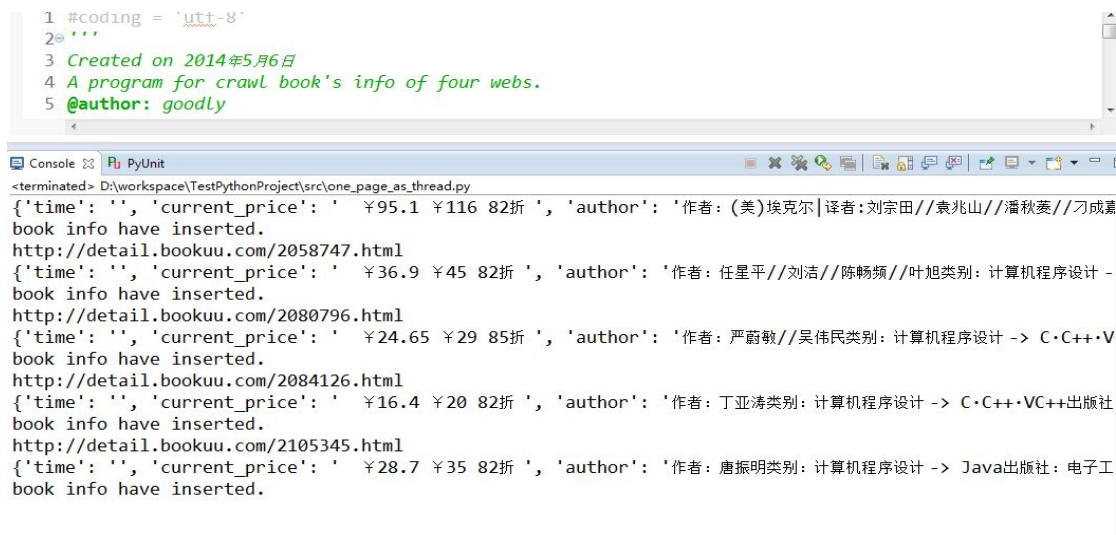 1 #coding = 'utf-8'
2 '''
3 Created on 2014年5月6日
4 A program for crawl book's info of four webs.
5 @author: goodly
Console PyUnit
<terminated> D:\workspace\TestPythonProject\src\one_page_as_thread.py
{'time': '', 'current_price': '  ￥95.1 ￥116 82折 ', 'author': '作者：(美)埃克尔|译者:刘宗田//袁兆山//潘秋菱//刁成嘉
book info have inserted.
http://detail.bookuu.com/2058747.html
{'time': '', 'current_price': '  ￥36.9 ￥45 82折 ', 'author': '作者：任星平//刘洁//陈畅频//叶旭类别：计算机程序设计 -
book info have inserted.
http://detail.bookuu.com/2080796.html
{'time': '', 'current_price': '  ￥24.65 ￥29 85折 ', 'author': '作者：严蔚敏//吴伟民类别：计算机程序设计 -> C·C++·V
book info have inserted.
http://detail.bookuu.com/2084126.html
{'time': '', 'current_price': '  ￥16.4 ￥20 82折 ', 'author': '作者：丁亚涛类别：计算机程序设计 -> C·C++·VC++出版社
book info have inserted.
http://detail.bookuu.com/2105345.html
{'time': '', 'current_price': '  ￥28.7 ￥35 82折 ', 'author': '作者：唐振明类别：计算机程序设计 -> Java出版社：电子工
book info have inserted.